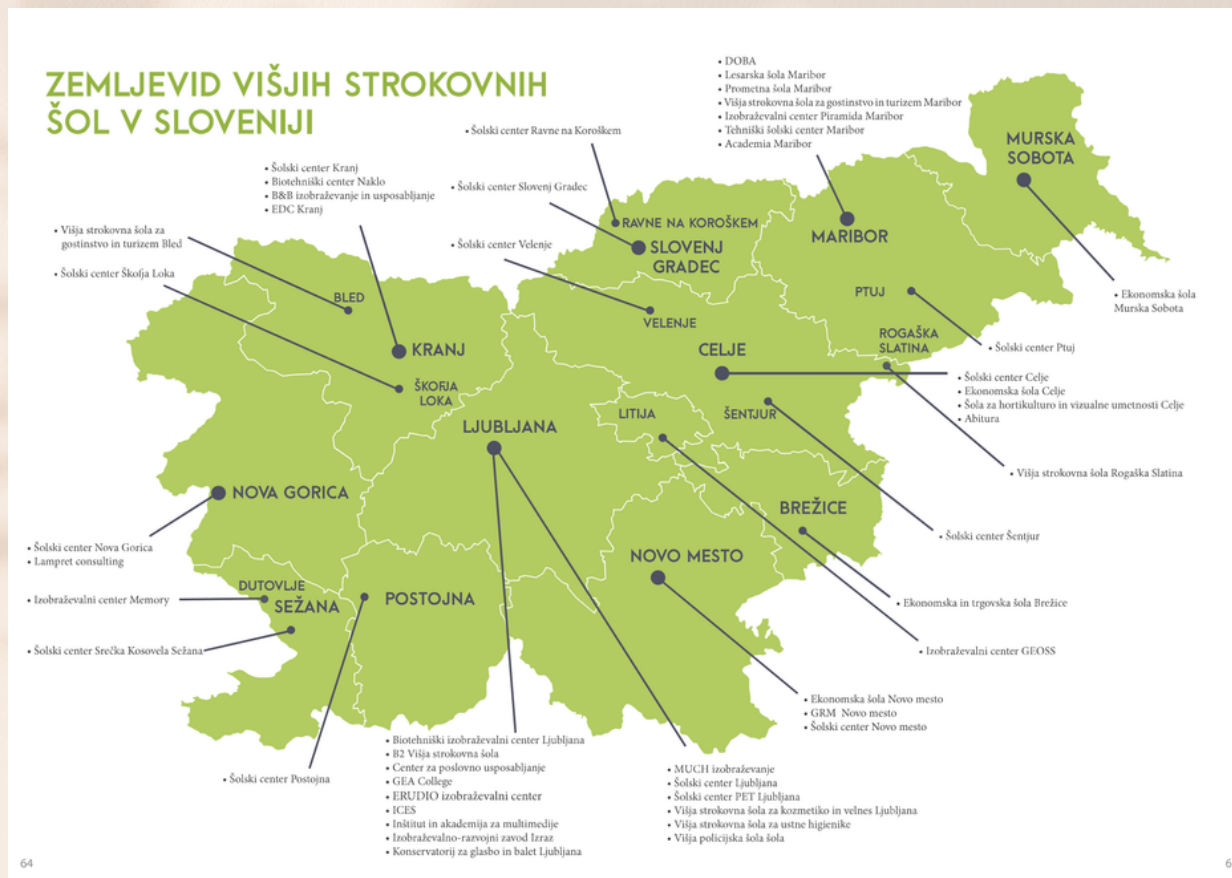 ZEMLJEVID VIŠJIH STROKOVNIH
ŠOL V SLOVENIJI
• DOBA
• Lesarska šola Maribor
• Prometna šola Maribor
• Višja strokovna šola za gostinstvo in turizem Maribor
• Izobraževalni center Piramida Maribor
• Tehniški šolski center Maribor
• Academia Maribor
• Šolski center Ravne na Koroškem
• Šolski center Kranj
• Biotehniški center Naklo
• B&B izobraževanje in usposabljanje
• EDC Kranj
• Šolski center Slovenj Gradec
• Višja strokovna šola za
gostinstvo in turizem Bled
• Šolski center Velenje
• Šolski center Škofja Loka
MURSKA
SOBOTA
RAVNE NA KOROŠKEM
SLOVENJ
GRADEC
MARIBOR
BLED
VELENJE
PTUJ
• Ekonomska šola
Murska Sobota
KRANJ
CELJE
ROGAŠKA
SLATINA
• Šolski center Ptuj
ŠKOFJA
LOKA
• Šolski center Celje
• Ekonomska šola Celje
• Šola za hortikulturo in vizualne umetnosti Celje
• Abitura
LJUBLJANA
LITIJA
ŠENTJUR
• Višja strokovna šola Rogaška Slatina
NOVA GORICA
BREŽICE
• Šolski center Šentjur
• Šolski center Nova Gorica
• Lampret consulting
NOVO MESTO
DUTOVLJE
SEŽANA
POSTOJNA
• Izobraževalni center Memory
• Ekonomska in trgovska šola Brežice
• Šolski center Srečka Kosovela Sežana
• Izobraževalni center GEOSS
• Ekonomska šola Novo mesto
• GRM Novo mesto
• Šolski center Novo mesto
• Šolski center Postojna
• Biotehniški izobraževalni center Ljubljana
• B2 Višja strokovna šola
• Center za poslovno usposabljanje
• GEA College
• ERUDIO izobraževalni center
• ICES
• Inštitut in akademija za multimedije
• Izobraževalno-razvojni zavod Izraz
• Konservatorij za glasbo in balet Ljubljana
• MUCH izobraževanje
• Šolski center Ljubljana
• Šolski center PET Ljubljana
• Višja strokovna šola za kozmetiko in velnes Ljubljana
• Višja strokovna šola za ustne higienike
• Višja policijska šola šola
64
6